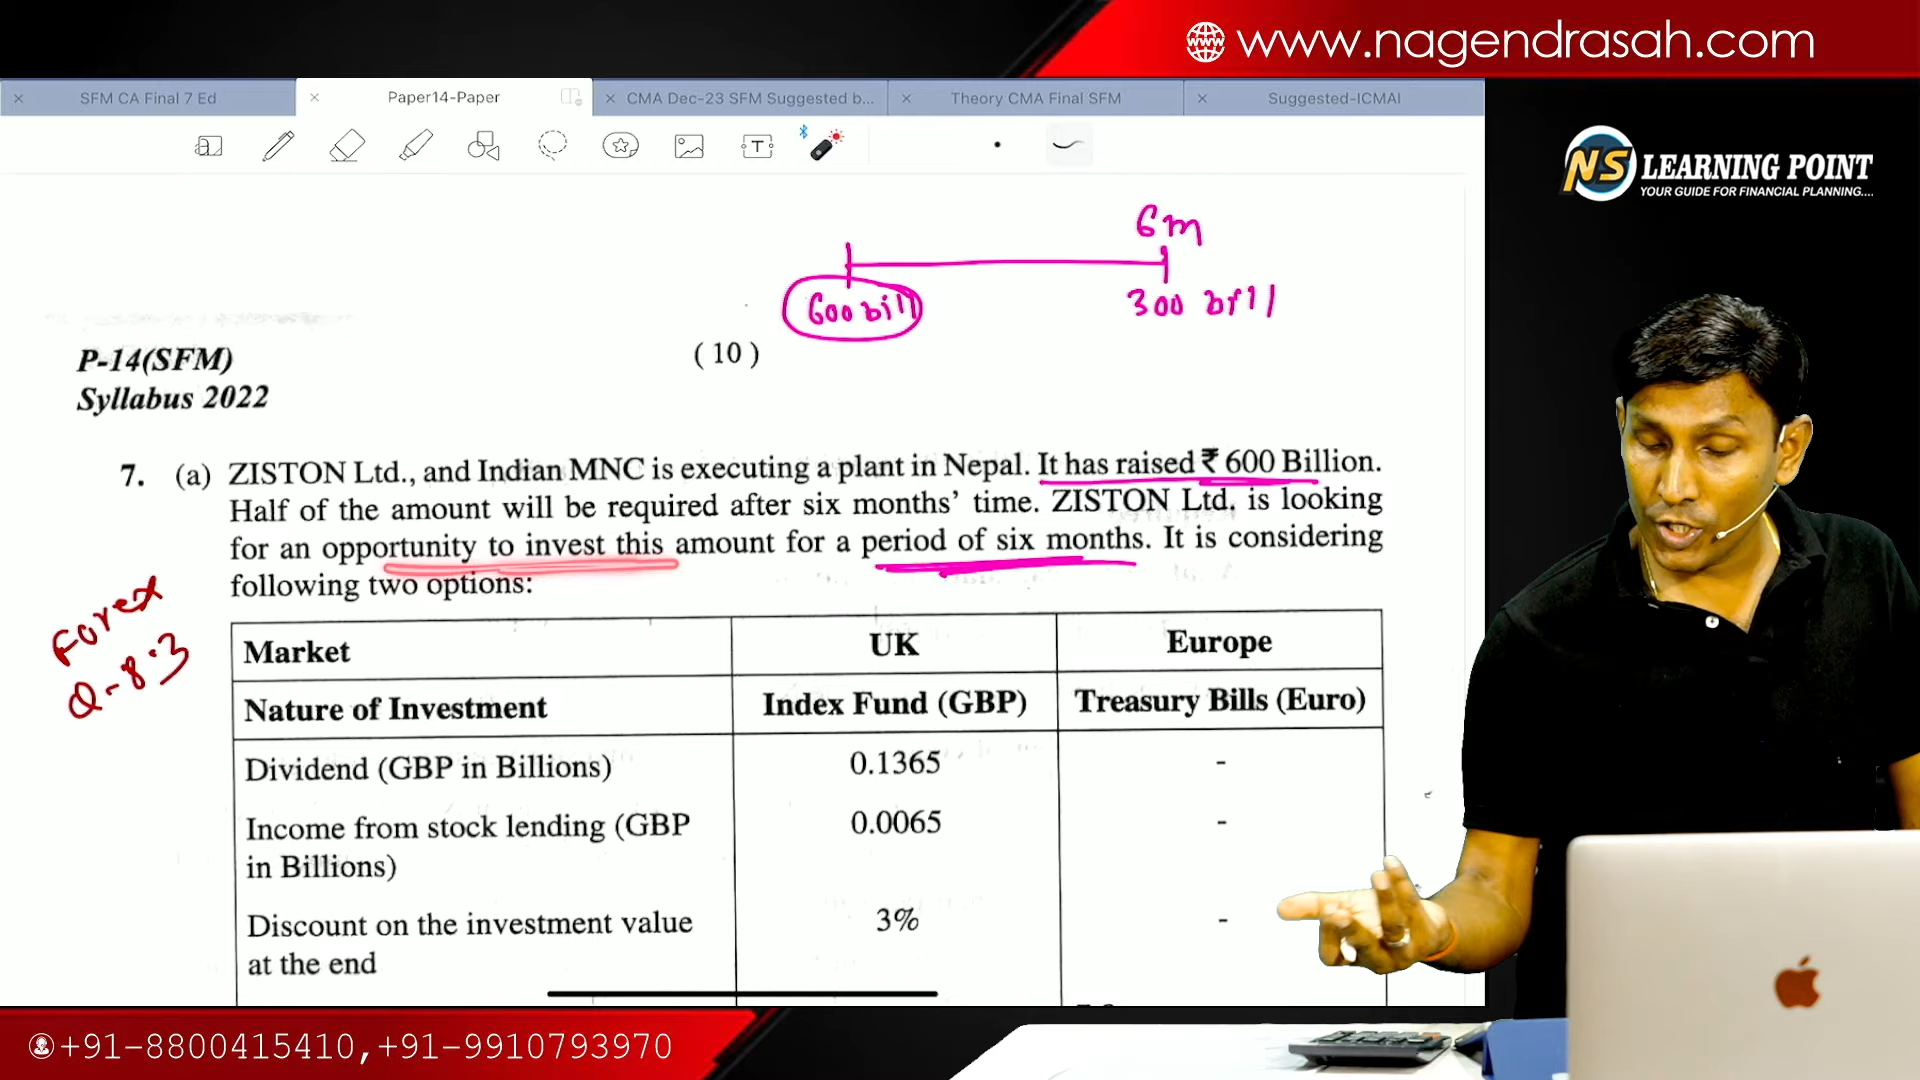 www.nagendrasah.com
SFM CA Final 7 Ed
Paper14-Paper
CMA Dec-23 SFM Suggested b...
Theory CMA Final SFM
Suggested-ICMAI
NS LEARNING POINT
YOUR GUIDE FOR FINANCIAL PLANNING....
6m
600 bill
300 bill
P-14(SFM)
(10)
Syllabus 2022
7. (a) ZISTON Ltd., and Indian MNC is executing a plant in Nepal. It has raised ₹ 600 Billion.
Half of the amount will be required after six months' time. ZISTON Ltd. is looking
for an opportunity to invest this amount for a period of six months. It is considering
following two options:
Forex
Q-8.3
Market UK Europe
Nature of Investment Index Fund (GBP) Treasury Bills (Euro)
Dividend (GBP in Billions) 0.1365 -
Income from stock lending (GBP 0.0065 -
in Billions)
Discount on the investment value 3% -
at the end
+91-8800415410,+91-9910793970